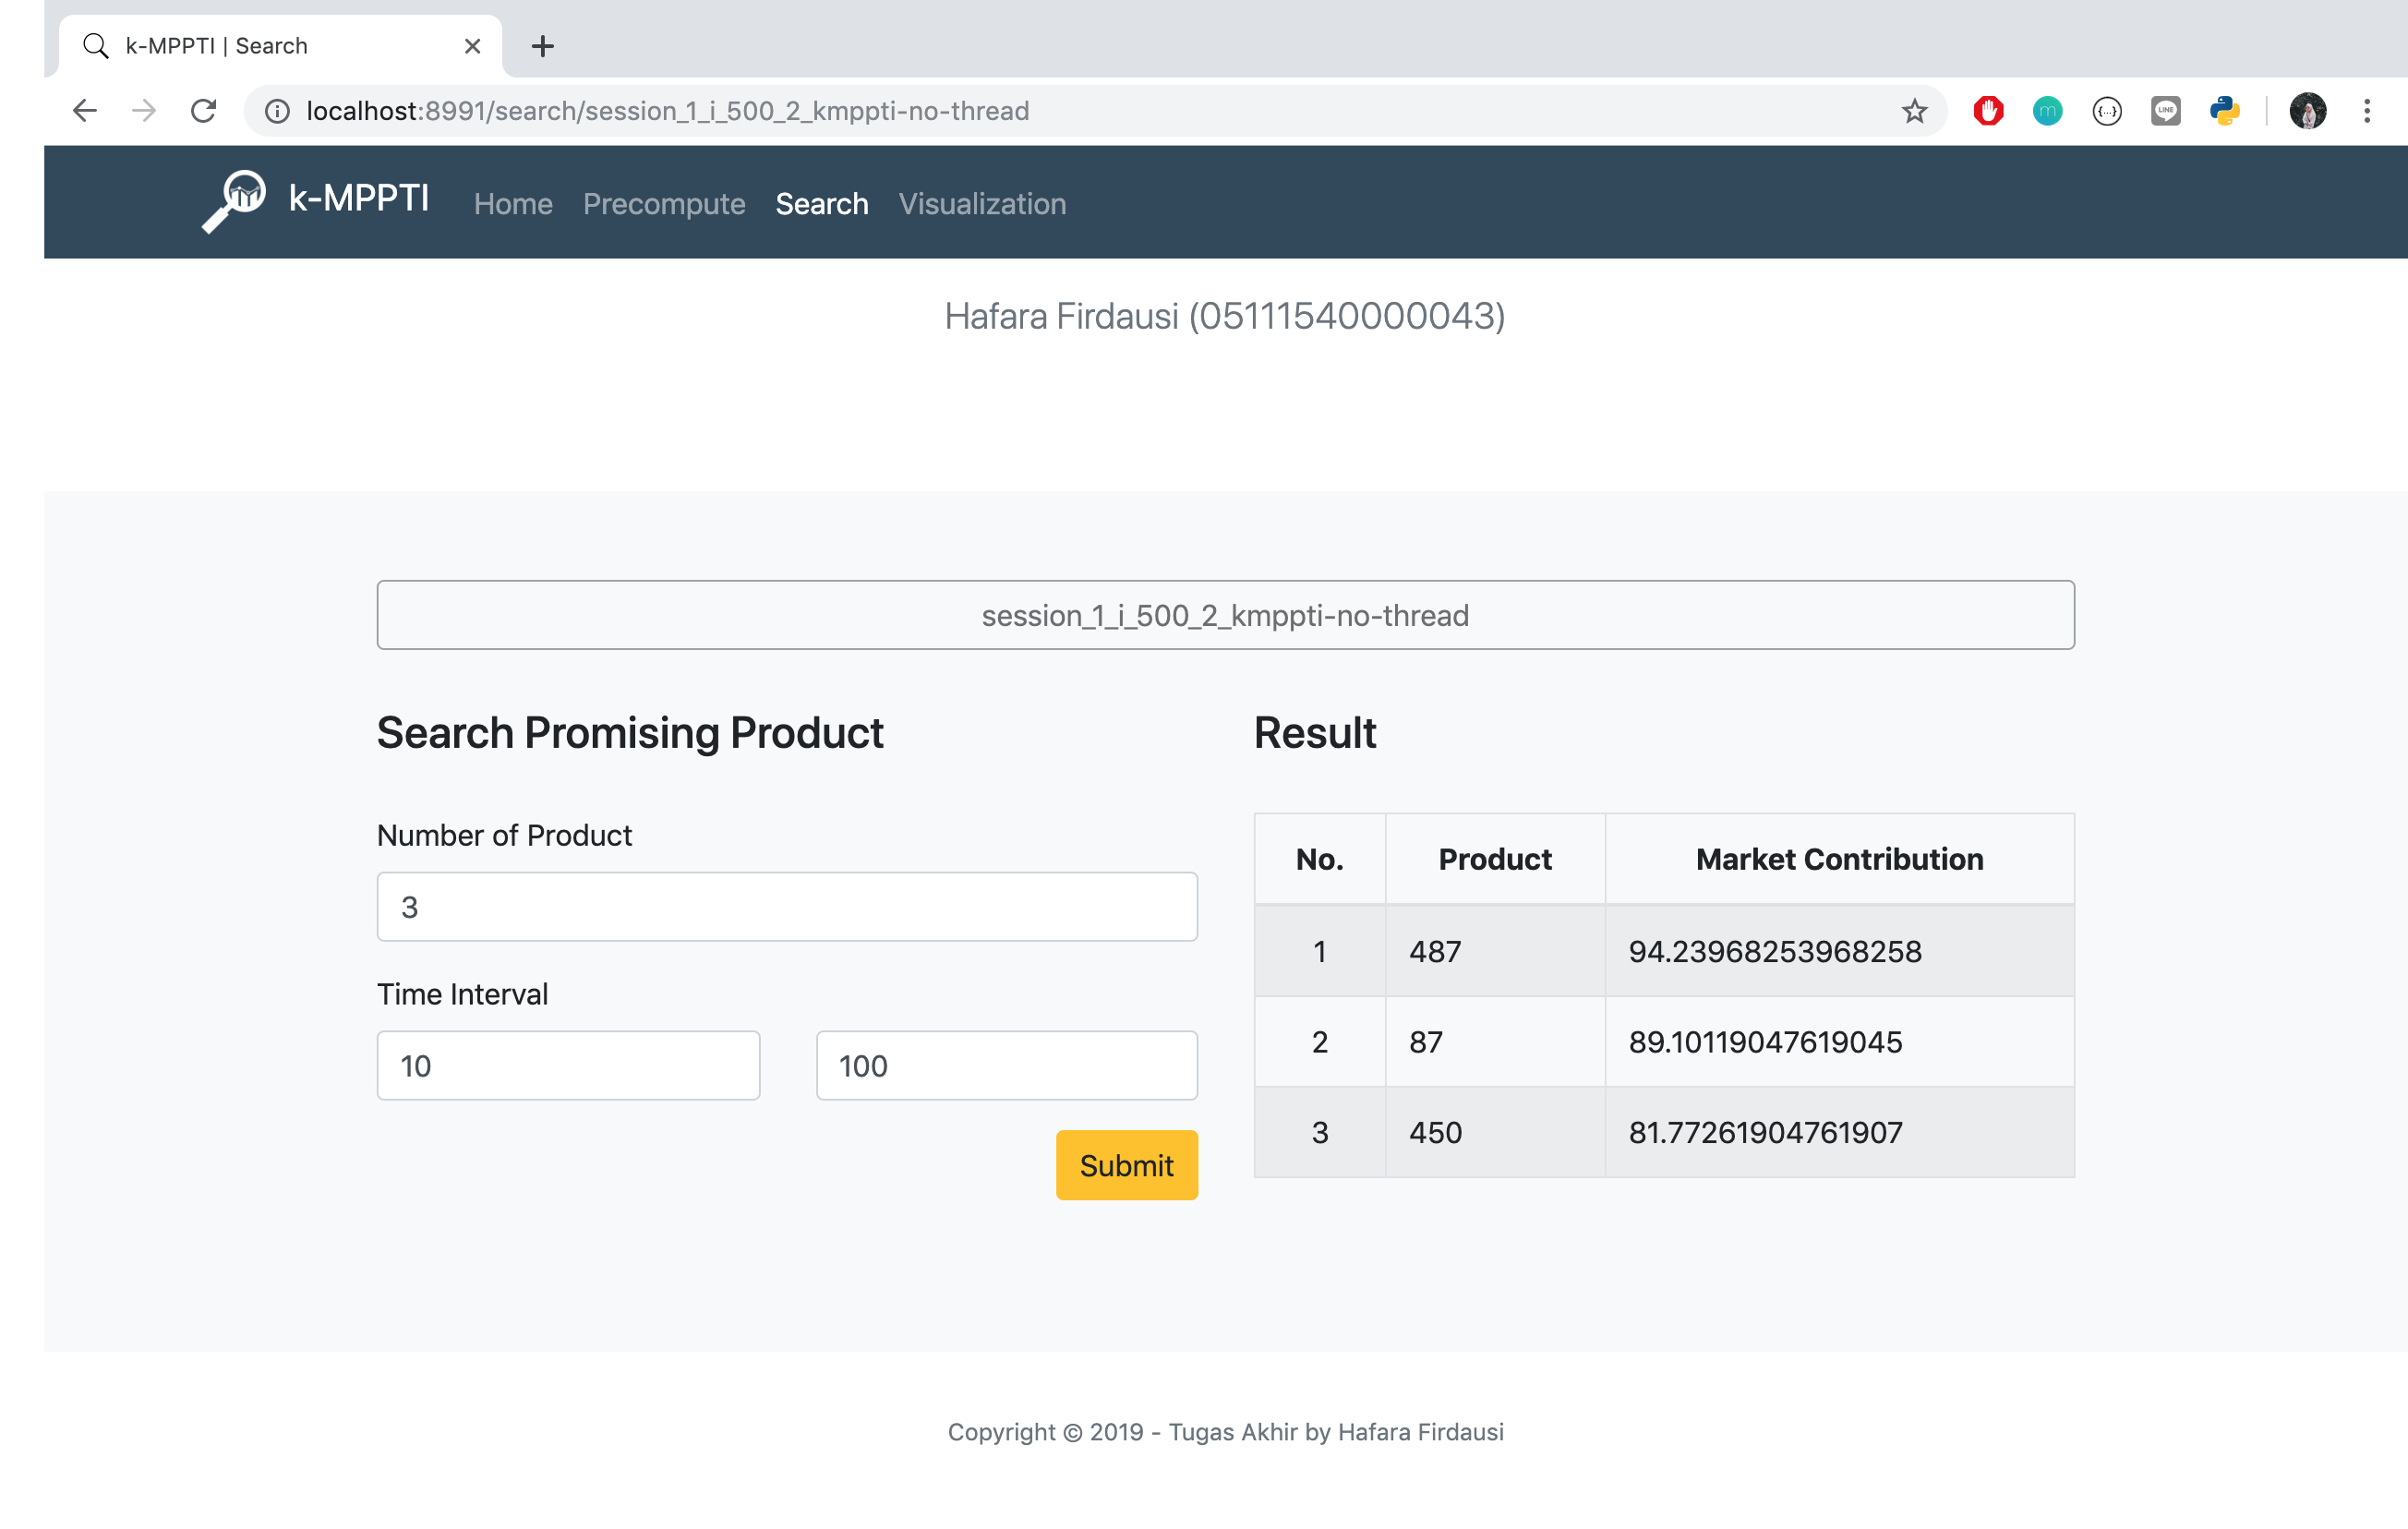 k-MPPTI | Search
localhost:8991/search/session_1_i_500_2_kmppti-no-thread
m
{...}
LINE
k-MPPTI Home Precompute Search Visualization
Hafara Firdausi (05111540000043)
session_1_i_500_2_kmppti-no-thread
Search Promising Product
Number of Product
3
Time Interval
10 100
Submit
Result
No. Product Market Contribution
1 487 94.23968253968258
2 87 89.10119047619045
3 450 81.77261904761907
Copyright © 2019 - Tugas Akhir by Hafara Firdausi